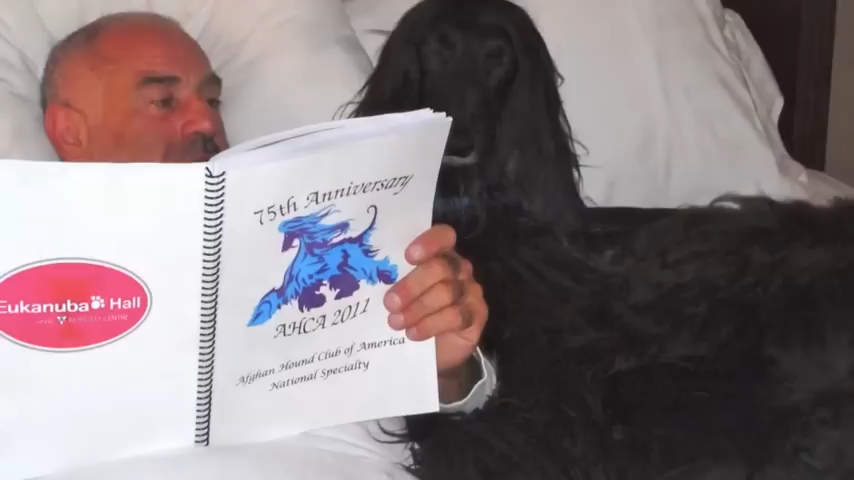 Eukanuba Hall
75th Anniversary
AHCA 2011
Afghan Hound Club of America
National Specialty